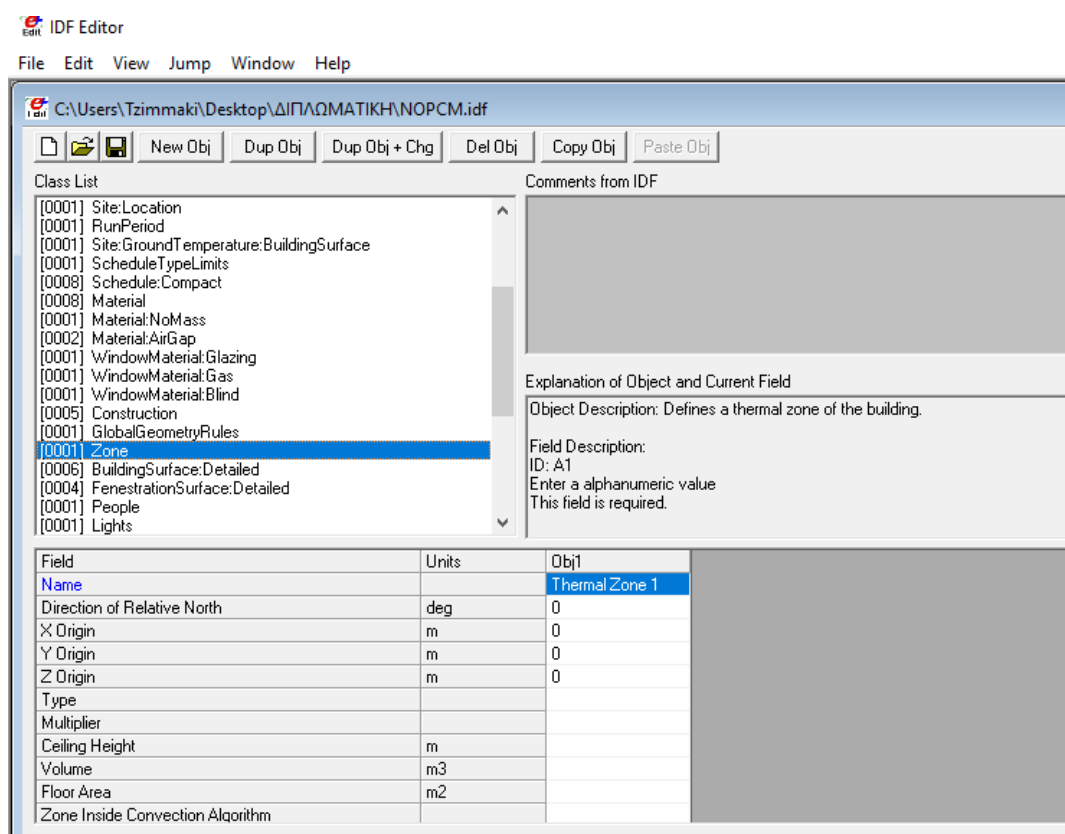 IDF Editor
File Edit View Jump Window Help
C:\Users\Tzimmaki\Desktop\ΔΙΠΛΩΜΑΤΙΚΗ\NOPCM.idf
New Obj Dup Obj Dup Obj + Chg Del Obj Copy Obj Paste Obj
Class List
[0001] Site:Location
[0001] RunPeriod
[0001] Site:GroundTemperature:BuildingSurface
[0001] ScheduleTypeLimits
[0008] Schedule:Compact
[0008] Material
[0001] Material:NoMass
[0002] Material:AirGap
[0001] WindowMaterial:Glazing
[0001] WindowMaterial:Gas
[0001] WindowMaterial:Blind
[0005] Construction
[0001] GlobalGeometryRules
[0001] Zone
[0006] BuildingSurface:Detailed
[0004] FenestrationSurface:Detailed
[0001] People
[0001] Lights
Comments from IDF
Explanation of Object and Current Field
Object Description: Defines a thermal zone of the building.
Field Description:
ID: A1
Enter a alphanumeric value
This field is required.
Field Units Obj1
Name Thermal Zone 1
Direction of Relative North deg 0
X Origin m 0
Y Origin m 0
Z Origin m 0
Type
Multiplier
Ceiling Height m
Volume m3
Floor Area m2
Zone Inside Convection Algorithm